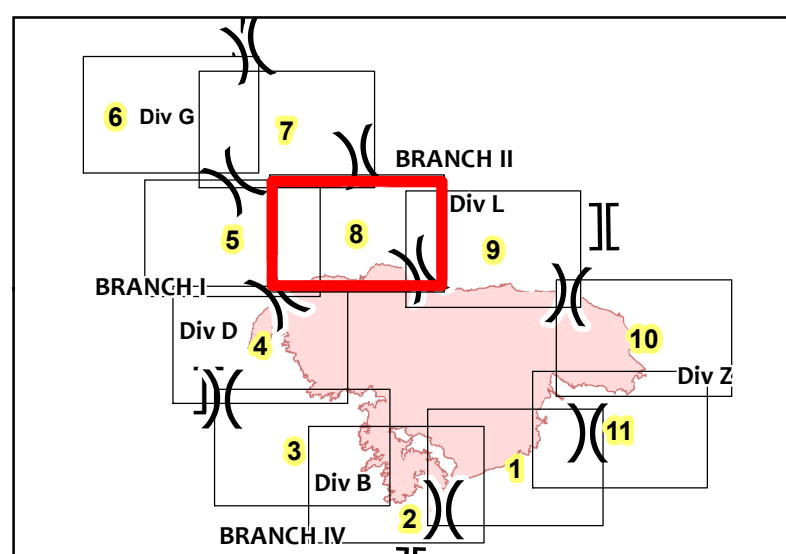 6
Div G
7
BRANCH II
Div L
5
8
9
BRANCH I
Div D
4
10
Div Z
3
11
1
Div B
2
BRANCH IV